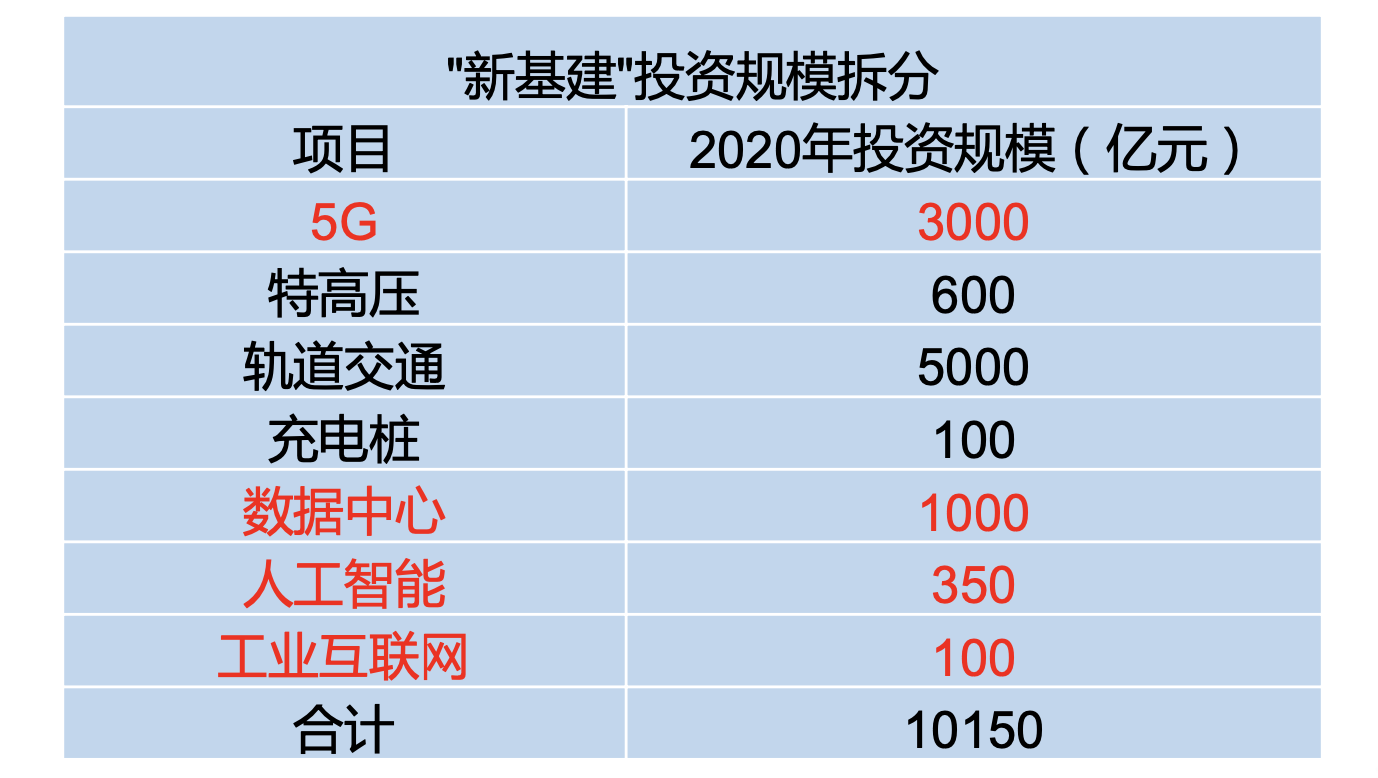 "新基建"投资规模拆分
项目 2020年投资规模（亿元）
5G 3000
特高压 600
轨道交通 5000
充电桩 100
数据中心 1000
人工智能 350
工业互联网 100
合计 10150